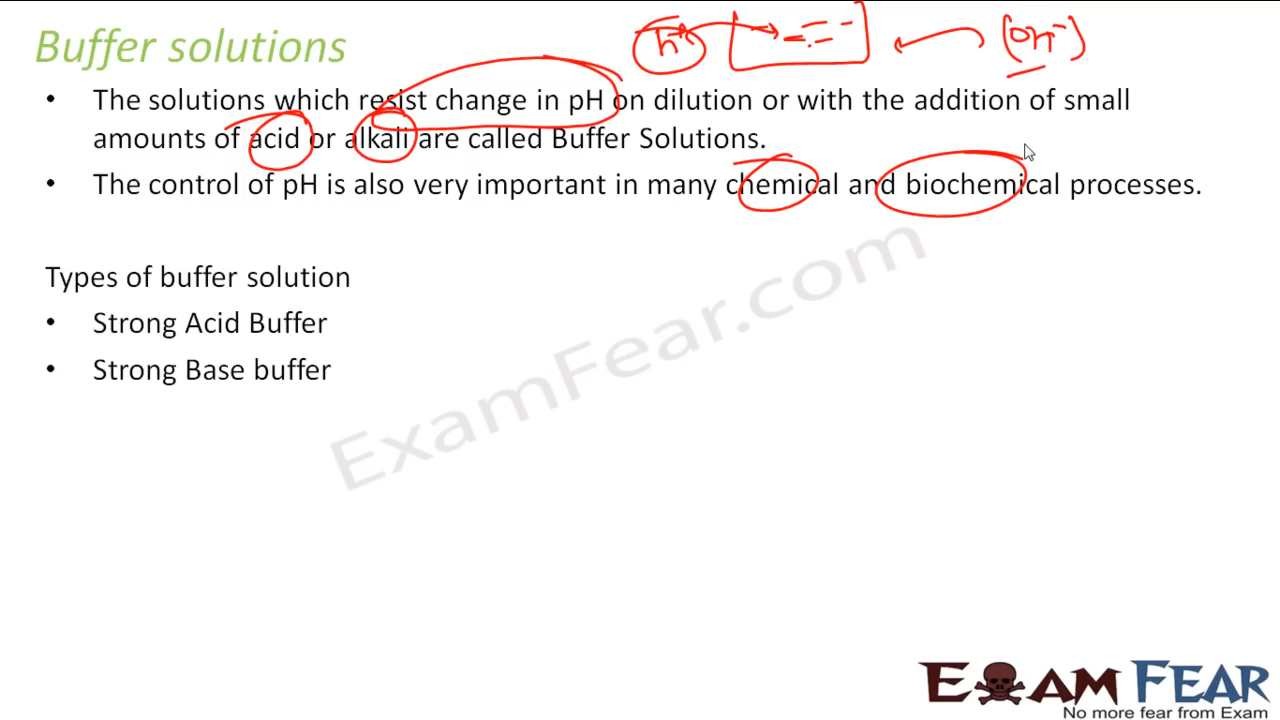 Buffer solutions
h+
(OH-)
• The solutions which resist change in pH on dilution or with the addition of small
amounts of acid or alkali are called Buffer Solutions.
• The control of pH is also very important in many chemical and biochemical processes.
Types of buffer solution
• Strong Acid Buffer
• Strong Base buffer
ExamFear.com
EXAM FEAR
No more fear from Exam